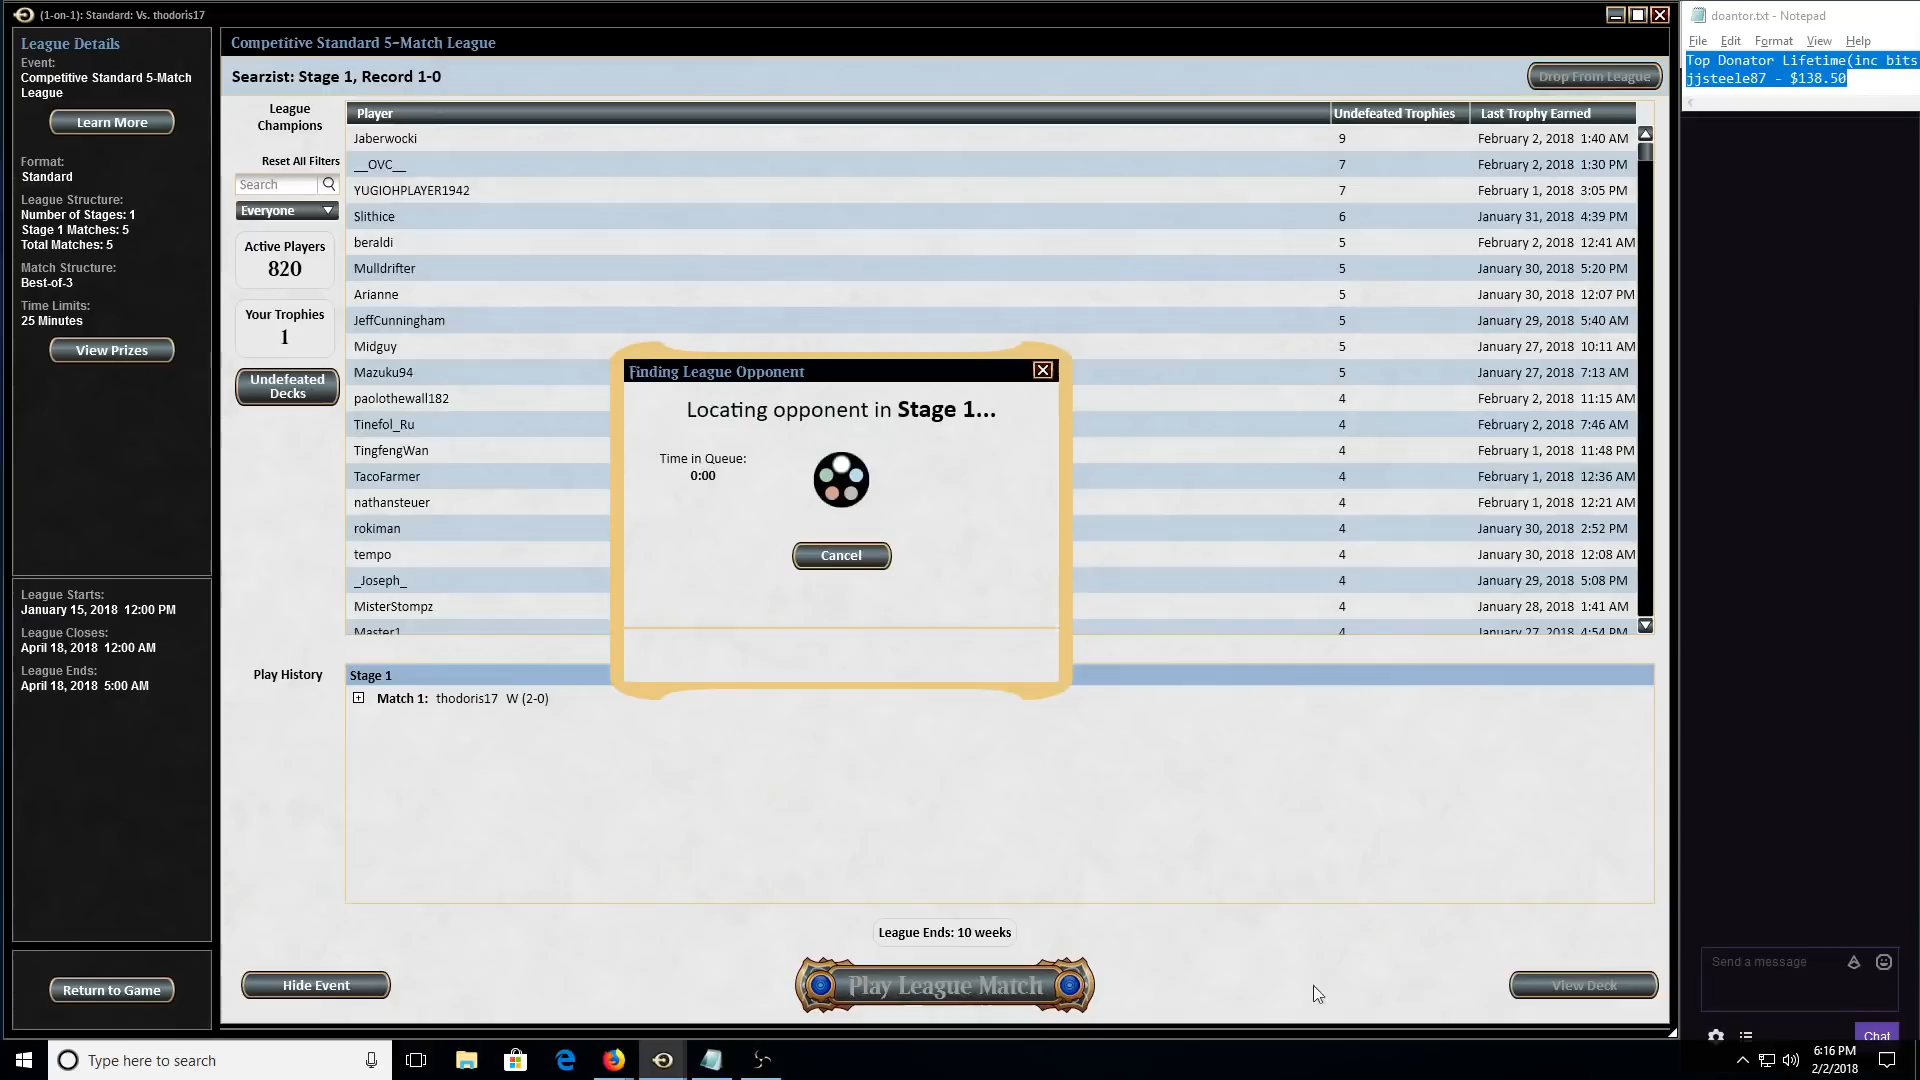 (1-on-1): Standard: Vs. thodoris17
League Details
Event:
Competitive Standard 5-Match
League
Learn More
Format:
Standard
League Structure:
Number of Stages: 1
Stage 1 Matches: 5
Total Matches: 5
Match Structure:
Best-of-3
Time Limits:
25 Minutes
View Prizes
League Starts:
January 15, 2018 12:00 PM
League Closes:
April 18, 2018 12:00 AM
League Ends:
April 18, 2018 5:00 AM
Return to Game
Competitive Standard 5-Match League
Searzist: Stage 1, Record 1-0
Drop From League
League
Champions
Reset All Filters
Search
Everyone
Active Players
820
Your Trophies
1
Undefeated
Decks
Player Undefeated Trophies Last Trophy Earned
Jaberwocki 9 February 2, 2018 1:40 AM
__OVC__ 7 February 2, 2018 1:30 PM
YUGIOHPLAYER1942 7 February 1, 2018 3:05 PM
Slithice 6 January 31, 2018 4:39 PM
beraldi 5 February 2, 2018 12:41 AM
Mulldrifter 5 January 30, 2018 5:20 PM
Arianne 5 January 30, 2018 12:07 PM
JeffCunningham 5 January 29, 2018 5:40 AM
Midguy 5 January 27, 2018 10:11 AM
Mazuku94 5 January 27, 2018 7:13 AM
paolothewall182 4 February 2, 2018 11:15 AM
Tinefol_Ru 4 February 2, 2018 7:46 AM
TingfengWan 4 February 1, 2018 11:48 PM
TacoFarmer 4 February 1, 2018 12:36 AM
nathansteuer 4 February 1, 2018 12:21 AM
rokiman 4 January 30, 2018 2:52 PM
tempo 4 January 30, 2018 12:08 AM
_Joseph_ 4 January 29, 2018 5:08 PM
MisterStompz 4 January 28, 2018 1:41 AM
Master1 4 January 27, 2018 4:54 PM
Finding League Opponent
Locating opponent in Stage 1...
Time in Queue:
0:00
Cancel
Play History
Stage 1
Match 1: thodoris17 W (2-0)
League Ends: 10 weeks
Hide Event
Play League Match
View Deck
doantor.txt - Notepad
File Edit Format View Help
Top Donator Lifetime(inc bits
jjsteele87 - $138.50
Send a message
Chat
Type here to search
6:16 PM
2/2/2018